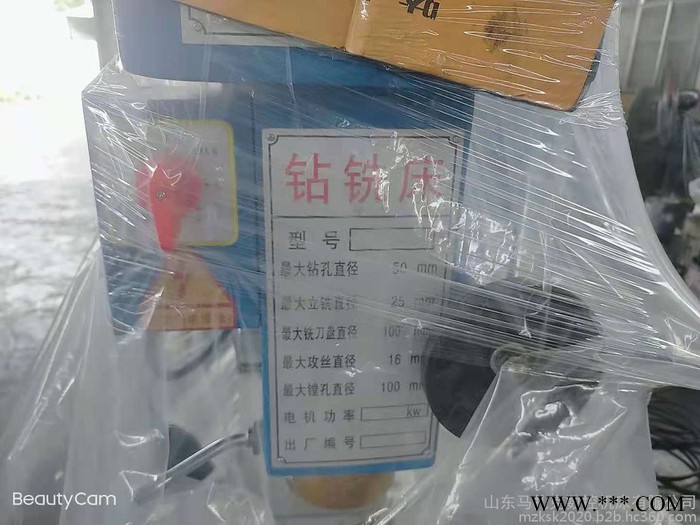 钻铣床
型号
最大钻孔直径 50 mm
最大立铣直径 25 mm
最大铣刀盘直径 100 mm
最大攻丝直径 16 mm
最大镗孔直径 100 mm
电机功率 kw
出厂编号
BeautyCam
www.***.COM
mzksk2020.b2b.hc360.com